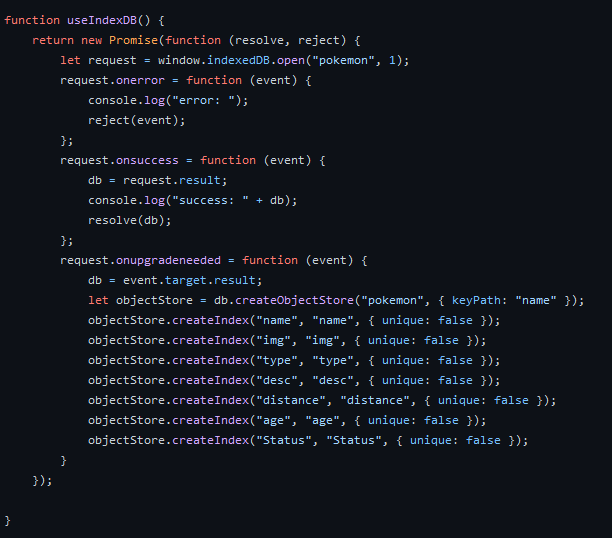 function useIndexDB() {
    return new Promise(function (resolve, reject) {
        let request = window.indexedDB.open("pokemon", 1);
        request.onerror = function (event) {
            console.log("error: ");
            reject(event);
        };
        request.onsuccess = function (event) {
            db = request.result;
            console.log("success: " + db);
            resolve(db);
        };
        request.onupgradeneeded = function (event) {
            db = event.target.result;
            let objectStore = db.createObjectStore("pokemon", { keyPath: "name" });
            objectStore.createIndex("name", "name", { unique: false });
            objectStore.createIndex("img", "img", { unique: false });
            objectStore.createIndex("type", "type", { unique: false });
            objectStore.createIndex("desc", "desc", { unique: false });
            objectStore.createIndex("distance", "distance", { unique: false });
            objectStore.createIndex("age", "age", { unique: false });
            objectStore.createIndex("Status", "Status", { unique: false });
        }
    });

}